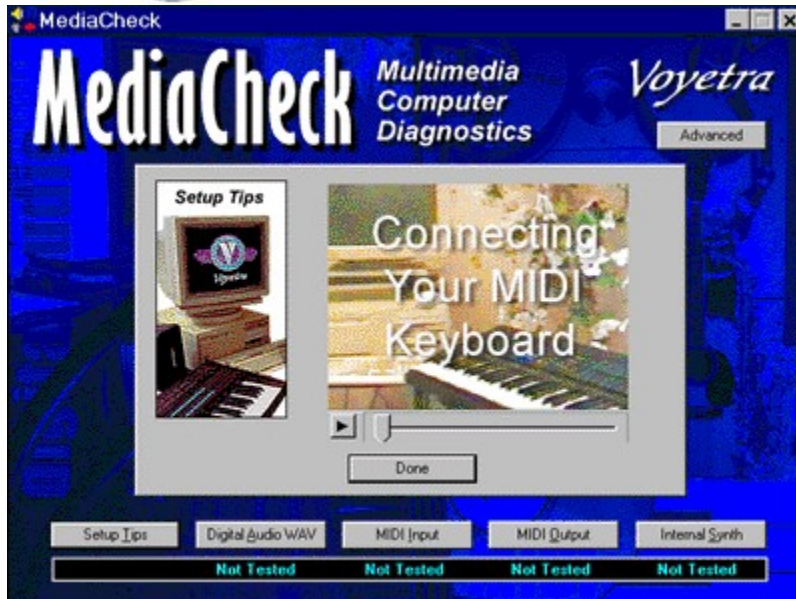 MediaCheck
MediaCheck
Multimedia
Computer
Diagnostics
Voyetra
Advanced
Setup Tips
V
Voyetra
Connecting
Your MIDI
Keyboard
Done
Setup Tips
Digital Audio WAV
MIDI Input
MIDI Output
Internal Synth
Not Tested
Not Tested
Not Tested
Not Tested